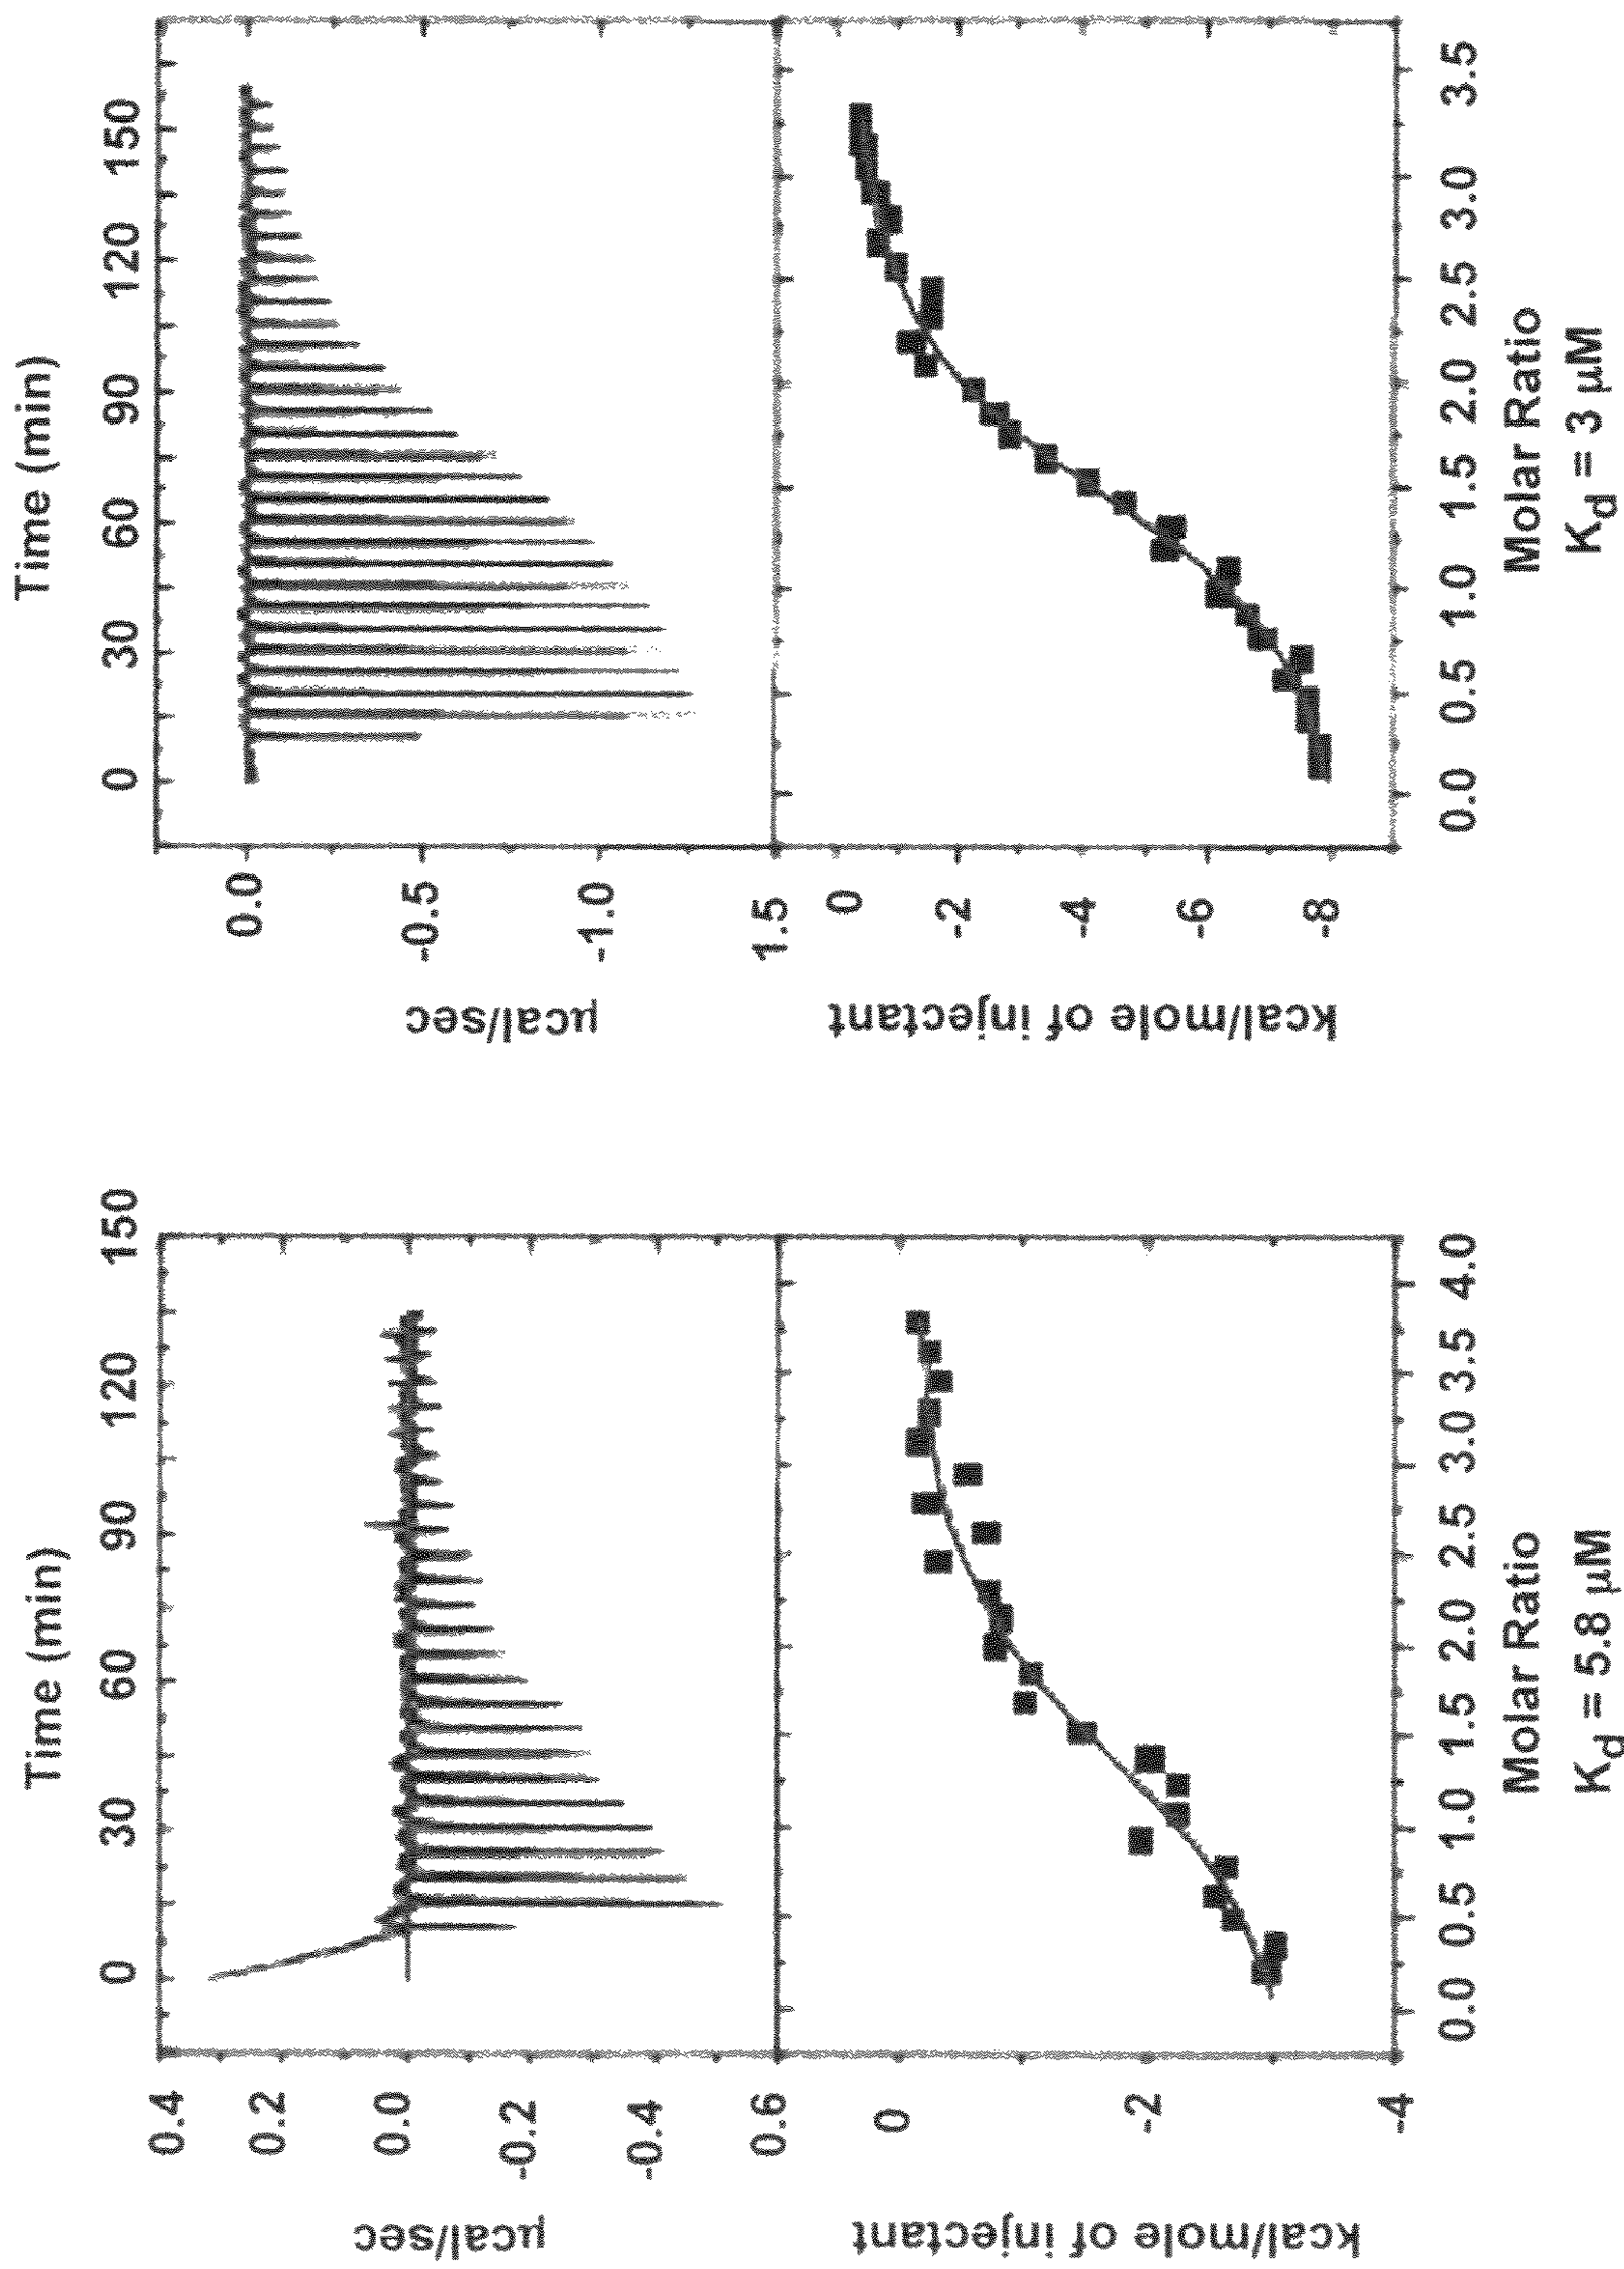 Time (min)
0 30 60 90 120 150
0.4
0.2
0.0
-0.2
-0.4
0.6
µcal/sec
0
-2
-4
kcal/mole of injectant
0.0 0.5 1.0 1.5 2.0 2.5 3.0 3.5 4.0
Molar Ratio
Kd = 5.8 µM
Time (min)
0 30 60 90 120 150
0.0
-0.5
-1.0
1.5
µcal/sec
0
-2
-4
-6
-8
kcal/mole of injectant
0.0 0.5 1.0 1.5 2.0 2.5 3.0 3.5
Molar Ratio
Kd = 3 µM